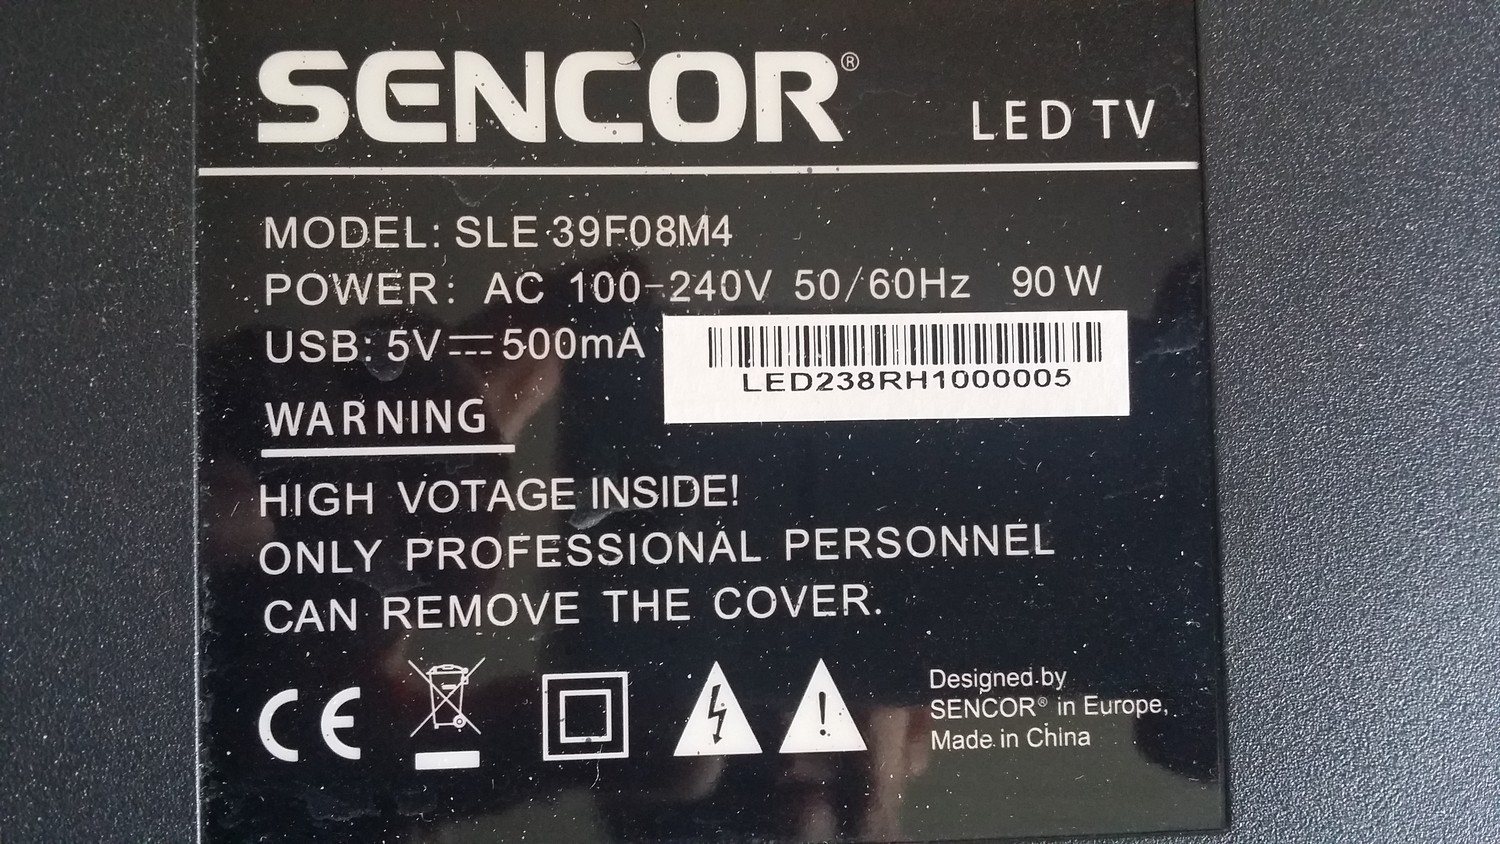 SENCOR®
LED TV
MODEL: SLE 39F08M4
POWER: AC 100-240V 50/60Hz 90W
USB: 5V⎓500mA
LED238RH1000005
WARNING
HIGH VOTAGE INSIDE!
ONLY PROFESSIONAL PERSONNEL
CAN REMOVE THE COVER.
CE
Designed by
SENCOR® in Europe,
Made in China